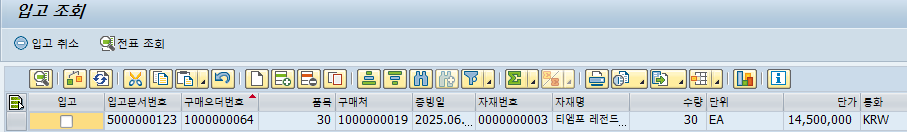 입고 조회
입고 취소 전표 조회
입고 입고문서번호 구매오더번호 품목 구매처 증빙일 자재번호 자재명 수량 단위 단가 통화
5000000123 1000000064 30 1000000019 2025.06... 0000000003 티엠프 레전드... 30 EA 14,500,000 KRW